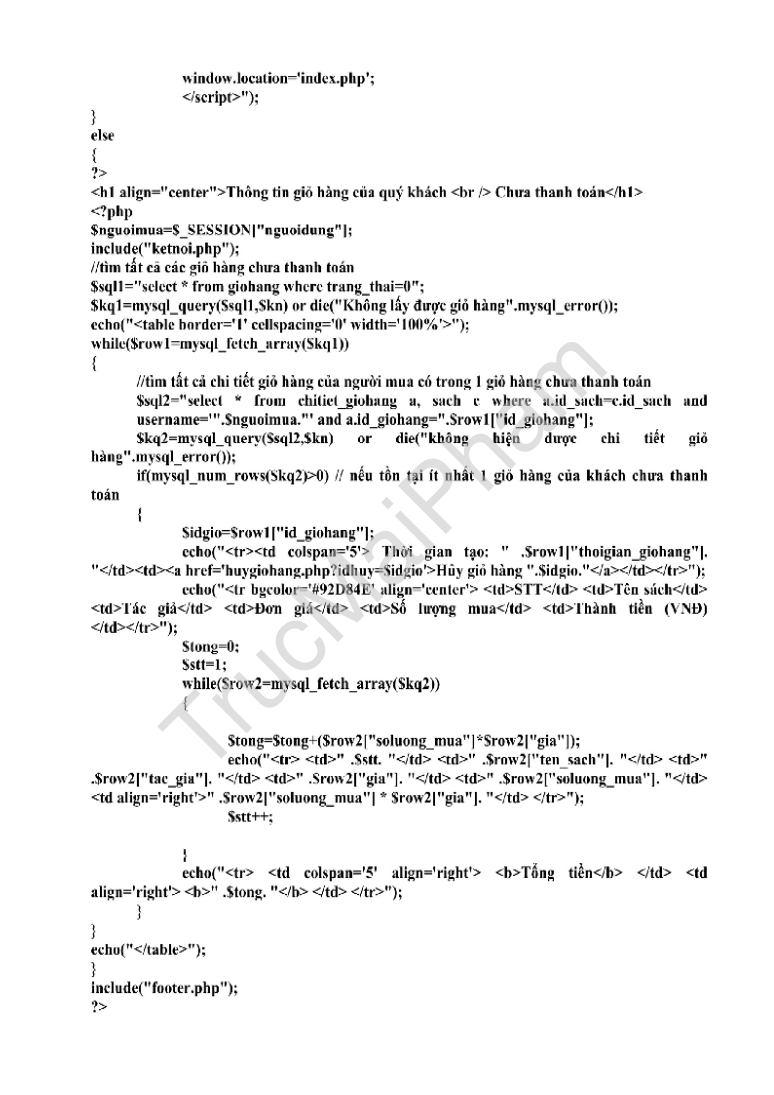 window.location='index.php';
</script>");
}
else
{
?>
<h1 align="center">Thông tin giỏ hàng của quý khách <br /> Chưa thanh toán</h1>
<?php
$nguoimua=$_SESSION["nguoidung"];
include("ketnoi.php");
//tìm tất cả các giỏ hàng chưa thanh toán
$sql1="select * from giohang where trang_thai=0";
$kq1=mysql_query($sql1,$kn) or die("Không lấy được giỏ hàng".mysql_error());
echo("<table border='1' cellspacing='0' width='100%'>");
while($row1=mysql_fetch_array($kq1))
{
//tìm tất cả chi tiết giỏ hàng của người mua có trong 1 giỏ hàng chưa thanh toán
$sql2="select * from chitiet_giohang a, sach c where a.id_sach=c.id_sach and
username='".$nguoimua."' and a.id_giohang=".$row1["id_giohang"];
$kq2=mysql_query($sql2,$kn) or die("không hiện được chi tiết giỏ
hàng".mysql_error());
if(mysql_num_rows($kq2)>0) // nếu tồn tại ít nhất 1 giỏ hàng của khách chưa thanh
toán
{
$idgio=$row1["id_giohang"];
echo("<tr><td colspan='5'> Thời gian tạo: " .$row1["thoigian_giohang"].
"</td><td><a href='huygiohang.php?idhuy=$idgio'>Hủy giỏ hàng ".$idgio."</a></td></tr>");
echo("<tr bgcolor='#92D84E' align='center'> <td>STT</td> <td>Tên sách</td>
<td>Tác giả</td> <td>Đơn giá</td> <td>Số lượng mua</td> <td>Thành tiền (VNĐ)
</td></tr>");
$tong=0;
$stt=1;
while($row2=mysql_fetch_array($kq2))
{
$tong=$tong+($row2["soluong_mua"]*$row2["gia"]);
echo("<tr> <td>" .$stt. "</td> <td>" .$row2["ten_sach"]. "</td> <td>"
.$row2["tac_gia"]. "</td> <td>" .$row2["gia"]. "</td> <td>" .$row2["soluong_mua"]. "</td>
<td align='right'>" .$row2["soluong_mua"] * $row2["gia"]. "</td> </tr>");
$stt++;
}
echo("<tr> <td colspan='5' align='right'> <b>Tổng tiền</b> </td> <td
align='right'> <b>" .$tong. "</b> </td> </tr>");
}
}
echo("</table>");
}
include("footer.php");
?>
TrucMaiPham